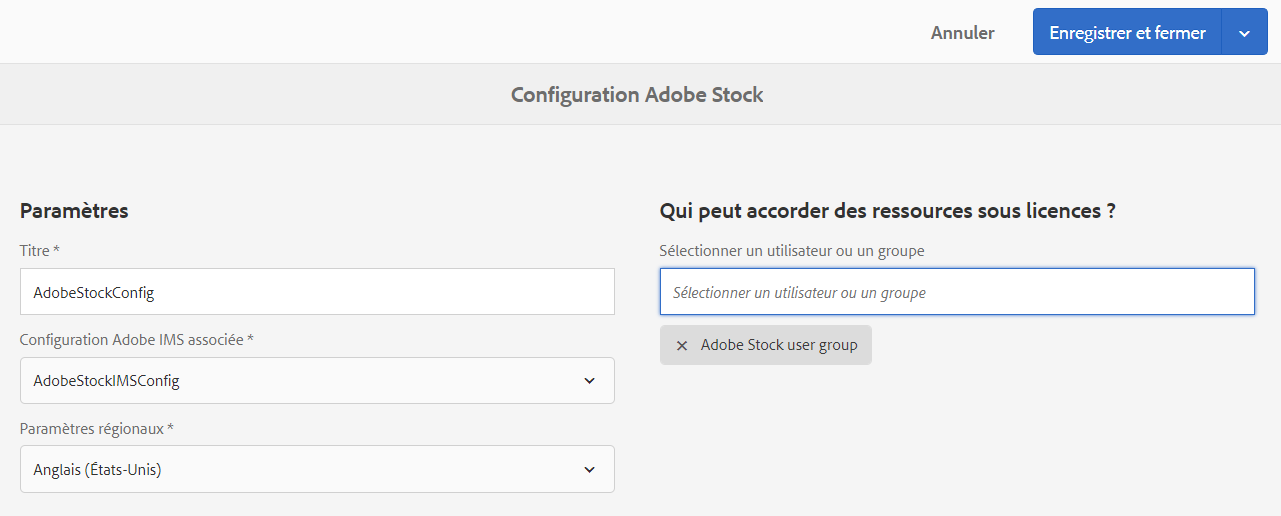 Annuler
Enregistrer et fermer
Configuration Adobe Stock
Paramètres
Titre *
AdobeStockConfig
Configuration Adobe IMS associée *
AdobeStockIMSConfig
Paramètres régionaux *
Anglais (États-Unis)
Qui peut accorder des ressources sous licences ?
Sélectionner un utilisateur ou un groupe
Sélectionner un utilisateur ou un groupe
Adobe Stock user group